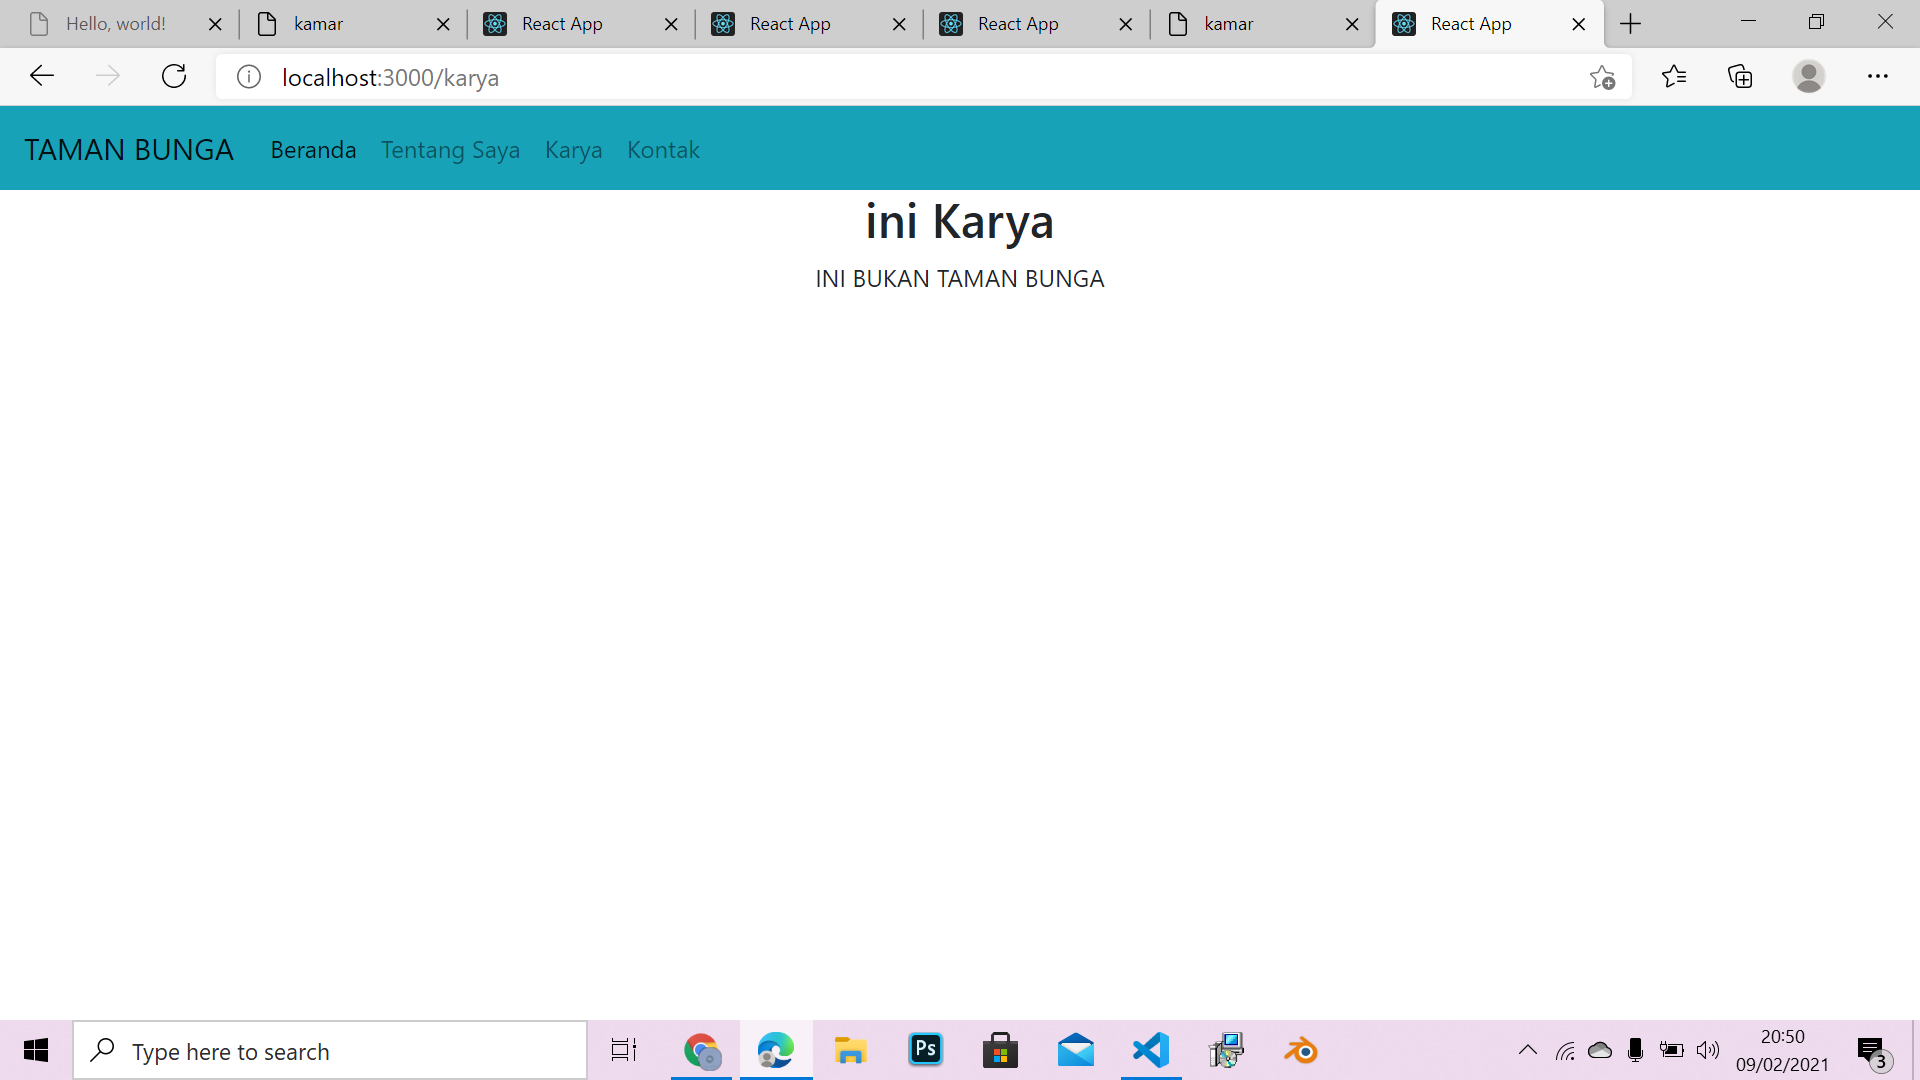 Hello, world! kamar React App React App React App kamar React App
localhost:3000/karya
TAMAN BUNGA Beranda Tentang Saya Karya Kontak
ini Karya
INI BUKAN TAMAN BUNGA
Type here to search
Ps
20:50
09/02/2021
3